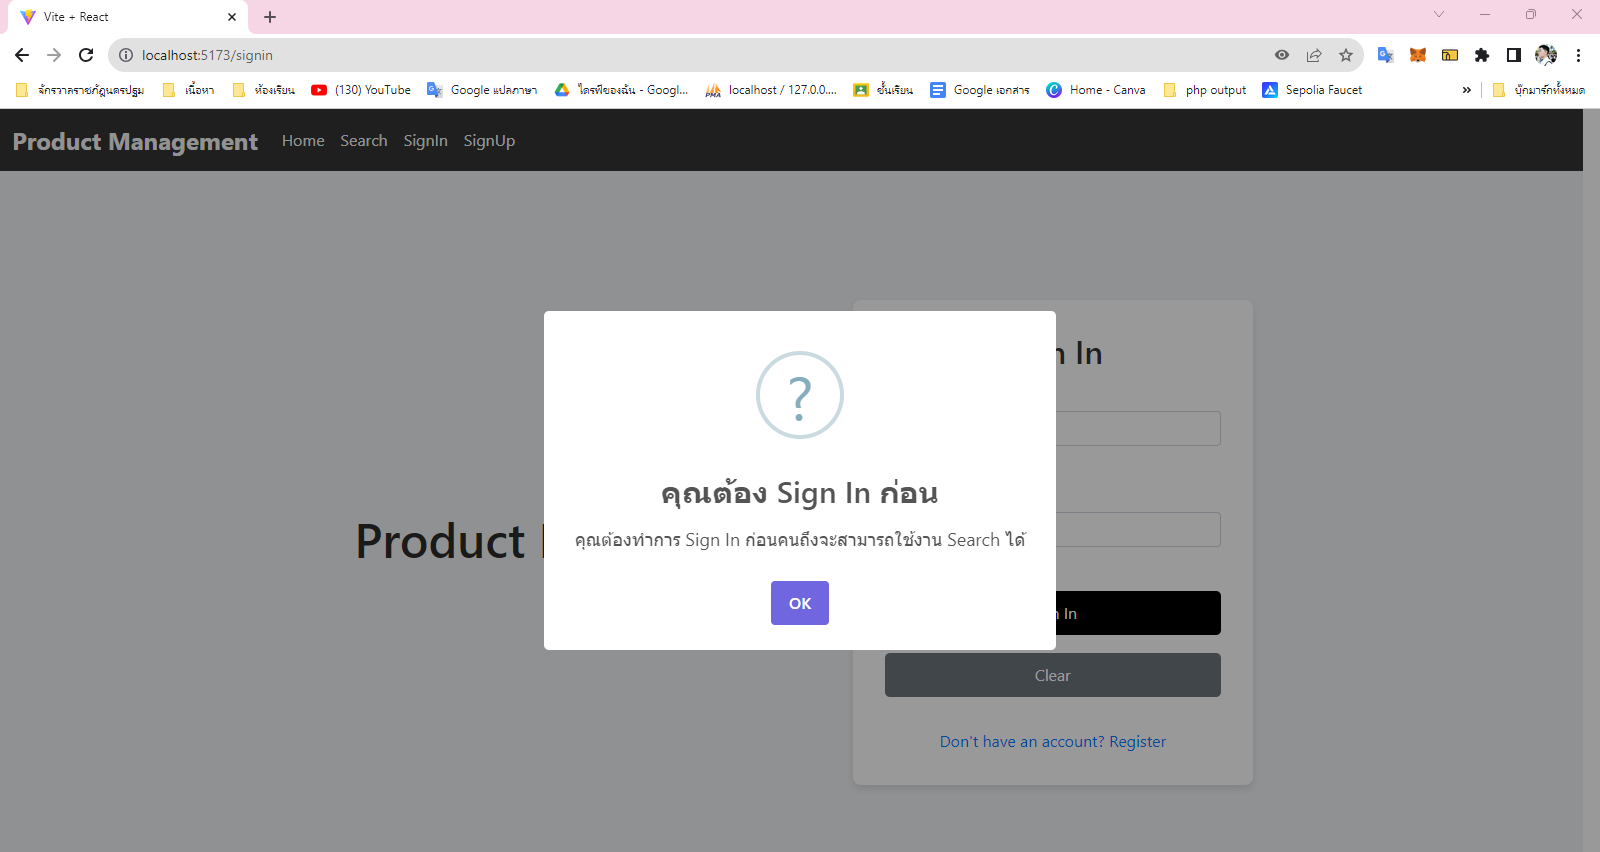 Vite + React
localhost:5173/signin
จักรวาลราชภัฏนครปฐม
เนื้อหา
ห้องเรียน
(130) YouTube
Google แปลภาษา
ไดรฟ์ของฉัน - Googl...
localhost / 127.0.0....
ชั้นเรียน
Google เอกสาร
Home - Canva
php output
Sepolia Faucet
»
บุ๊กมาร์กทั้งหมด
Product Management
Home
Search
SignIn
SignUp
n In
?
คุณต้อง Sign In ก่อน
คุณต้องทำการ Sign In ก่อนคนถึงจะสามารถใช้งาน Search ได้
Product
OK
n In
Clear
Don't have an account? Register